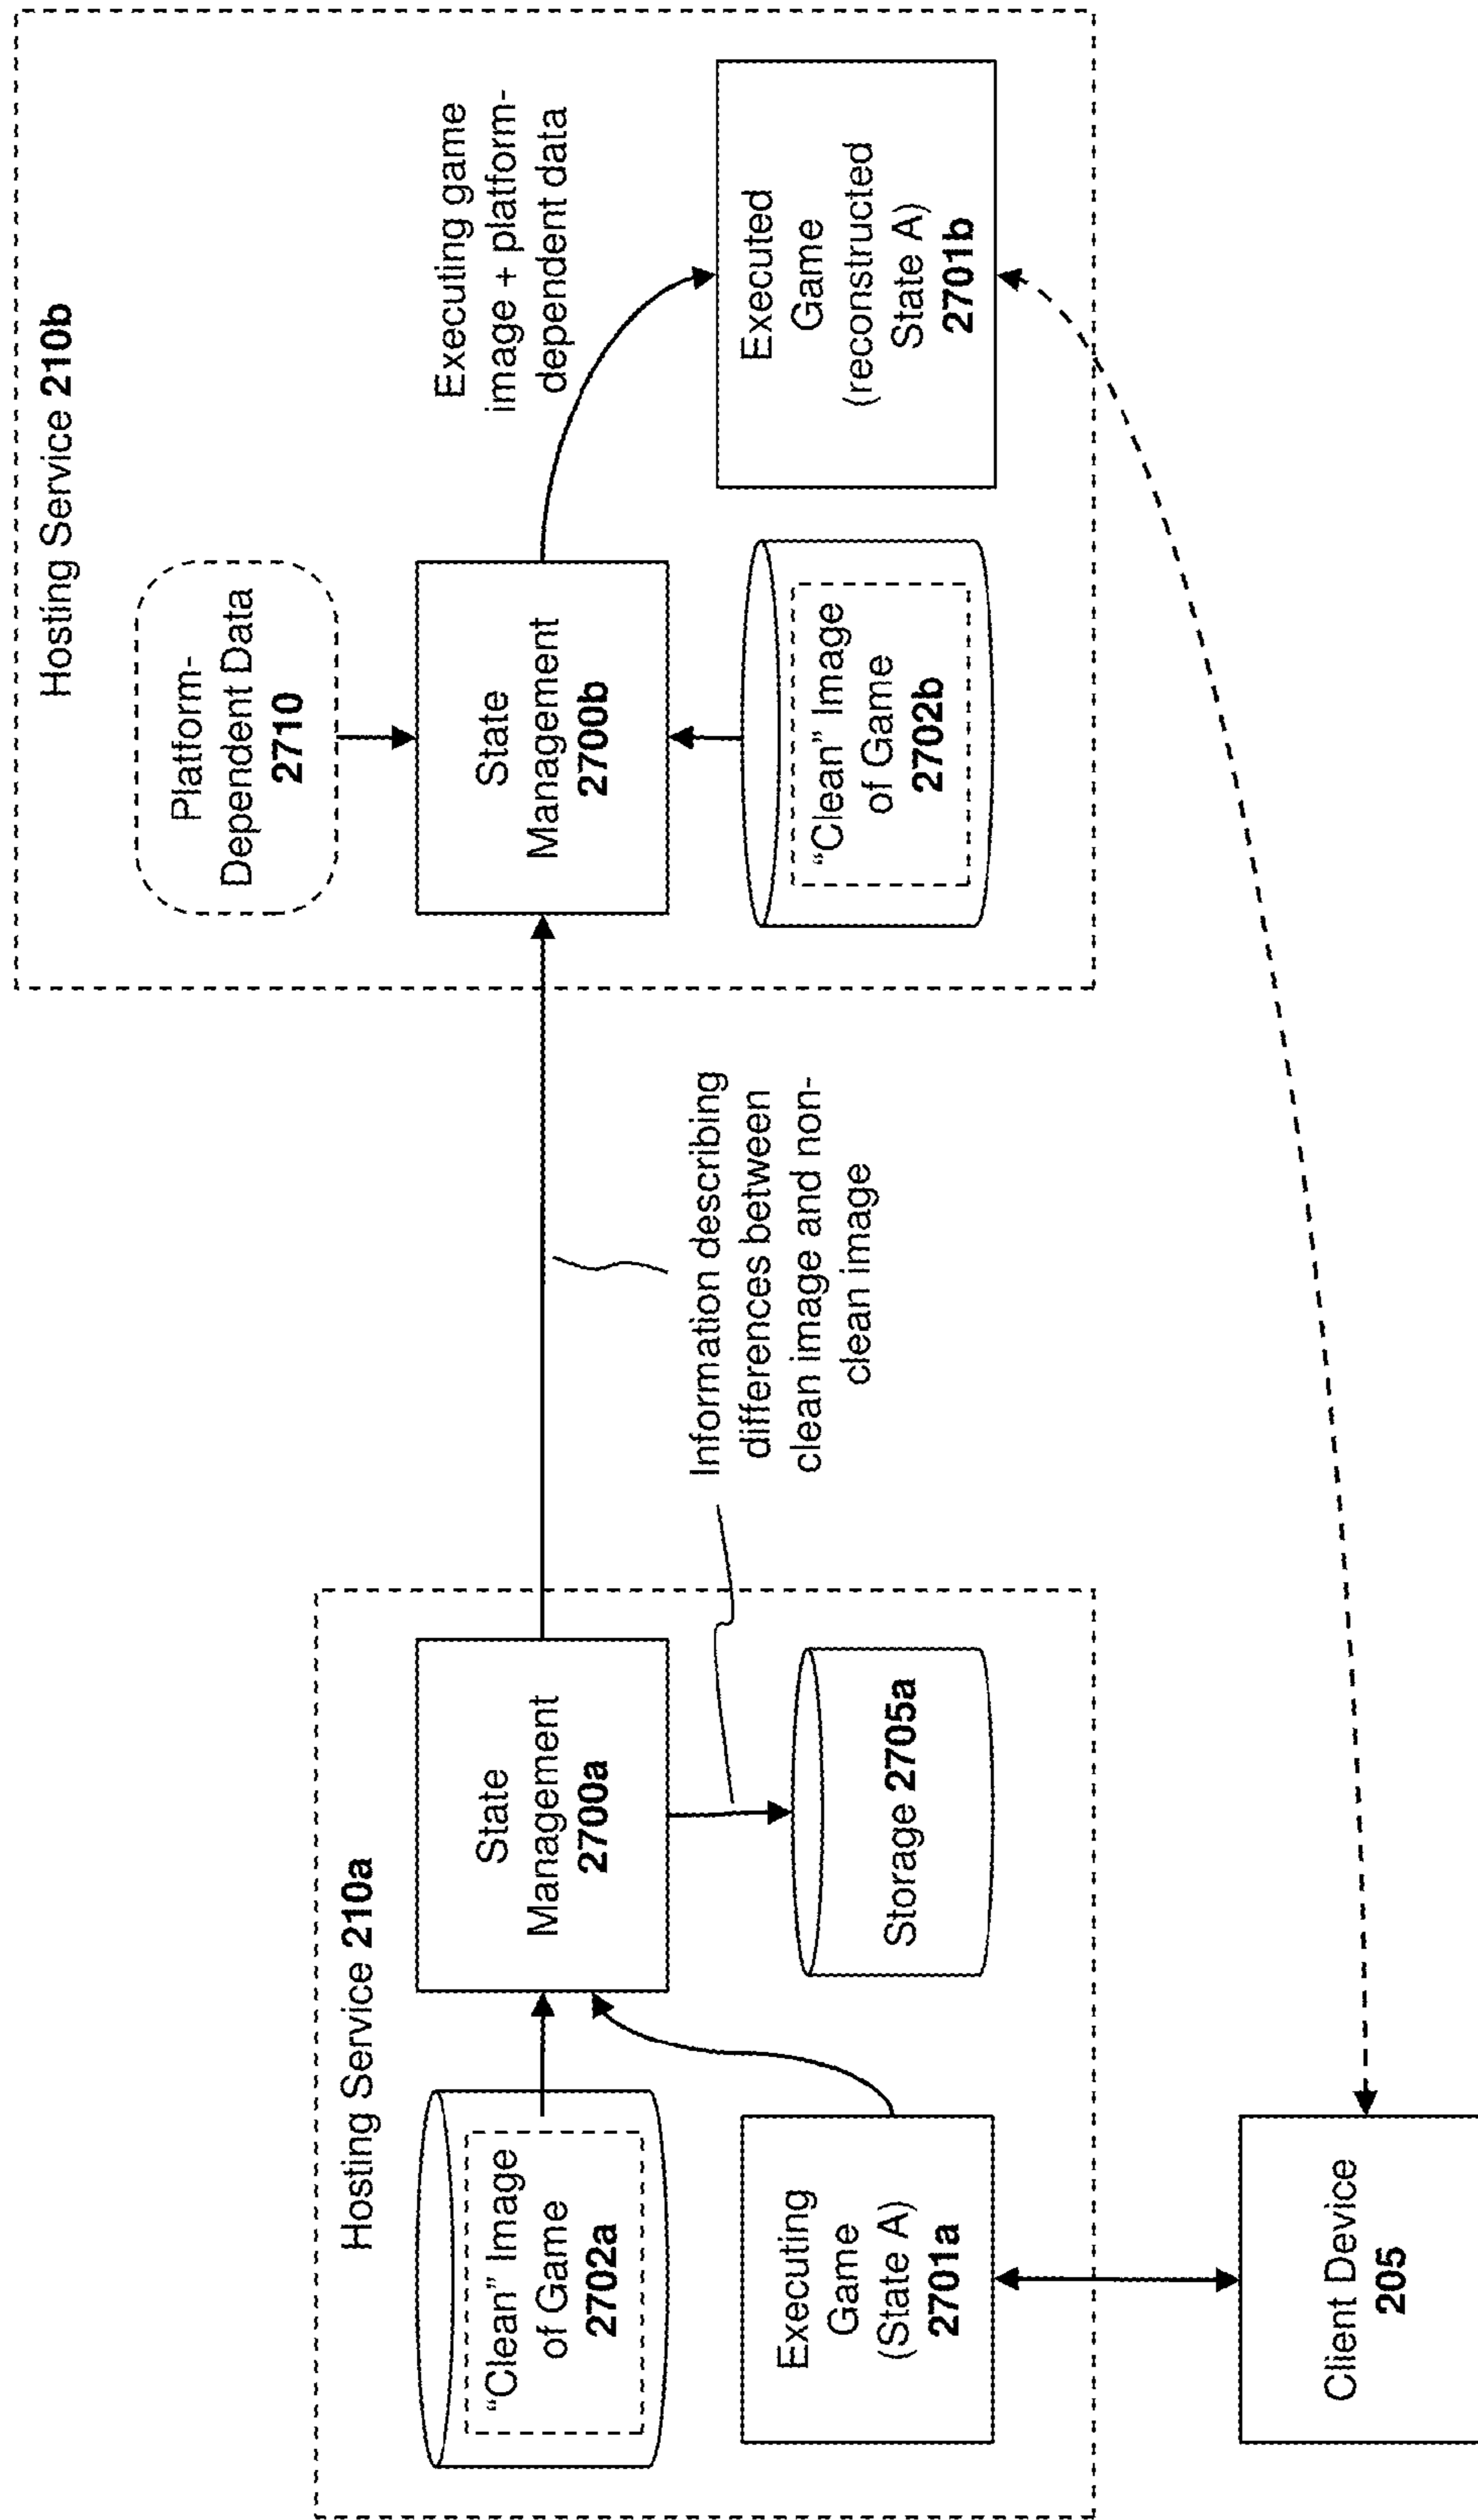 Hosting Service 210a
"Clean" Image
of Game
2702a
Executing
Game
(State A)
2701a
State
Management
2700a
Storage 2705a
Client Device
205
Information describing
differences between
clean image and non-
clean image
Hosting Service 210b
Platform-
Dependent Data
2710
State
Management
2700b
"Clean" Image
of Game
2702b
Executing game
image + platform-
dependent data
Executed
Game
(reconstructed
State A)
2701b